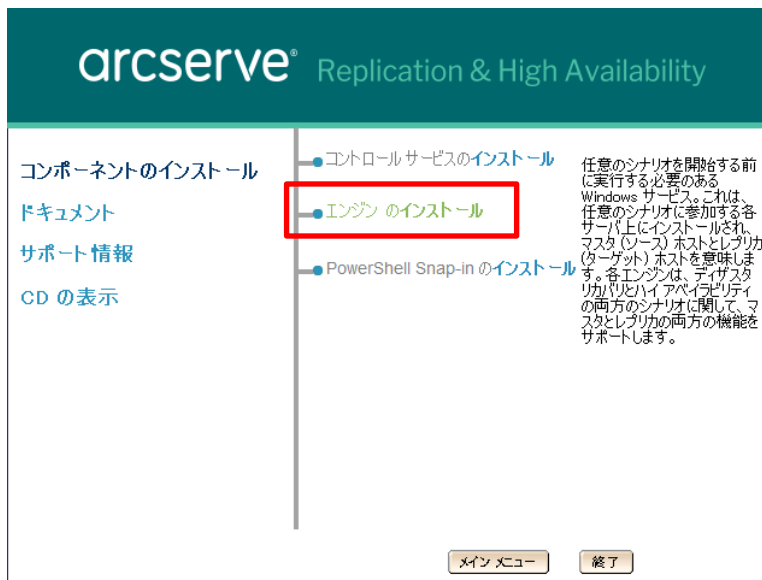 arcserve® Replication & High Availability
コンポーネントのインストール
ドキュメント
サポート情報
CD の表示
コントロール サービスのインストール
エンジン のインストール
PowerShell Snap-in のインストール
任意のシナリオを開始する前
に実行する必要のある
Windows サービス。これは、
任意のシナリオに参加する各
サーバ上にインストールされ、
マスタ (ソース) ホストとレプリカ
(ターゲット) ホストを意味しま
す。各エンジンは、ディザスタ
リカバリとハイ アベイラビリティ
の両方のシナリオに関して、マ
スタとレプリカの両方の機能を
サポートします。
メイン メニュー
終了